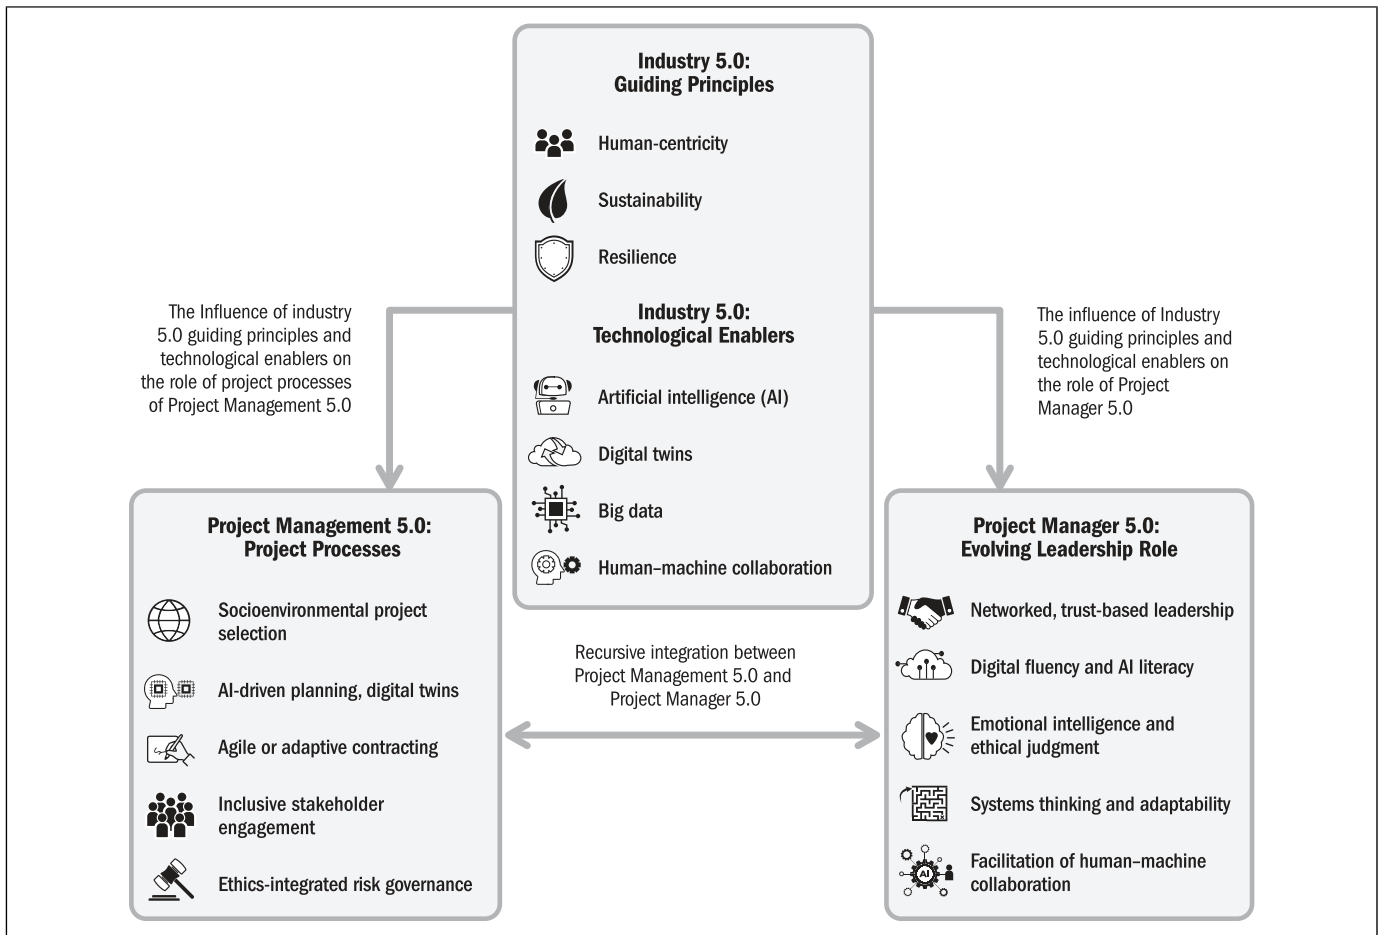 Industry 5.0:
Guiding Principles
Human-centricity
Sustainability
Resilience
Industry 5.0:
Technological Enablers
Artificial intelligence (AI)
Digital twins
Big data
Human–machine collaboration
The Influence of industry
5.0 guiding principles and
technological enablers on
the role of project processes
of Project Management 5.0
The influence of Industry
5.0 guiding principles and
technological enablers on
the role of Project
Manager 5.0
Project Management 5.0:
Project Processes
Socioenvironmental project
selection
AI-driven planning, digital twins
Agile or adaptive contracting
Inclusive stakeholder
engagement
Ethics-integrated risk governance
Recursive integration between
Project Management 5.0 and
Project Manager 5.0
Project Manager 5.0:
Evolving Leadership Role
Networked, trust-based leadership
Digital fluency and AI literacy
Emotional intelligence and
ethical judgment
Systems thinking and adaptability
AI
Facilitation of human–machine
collaboration